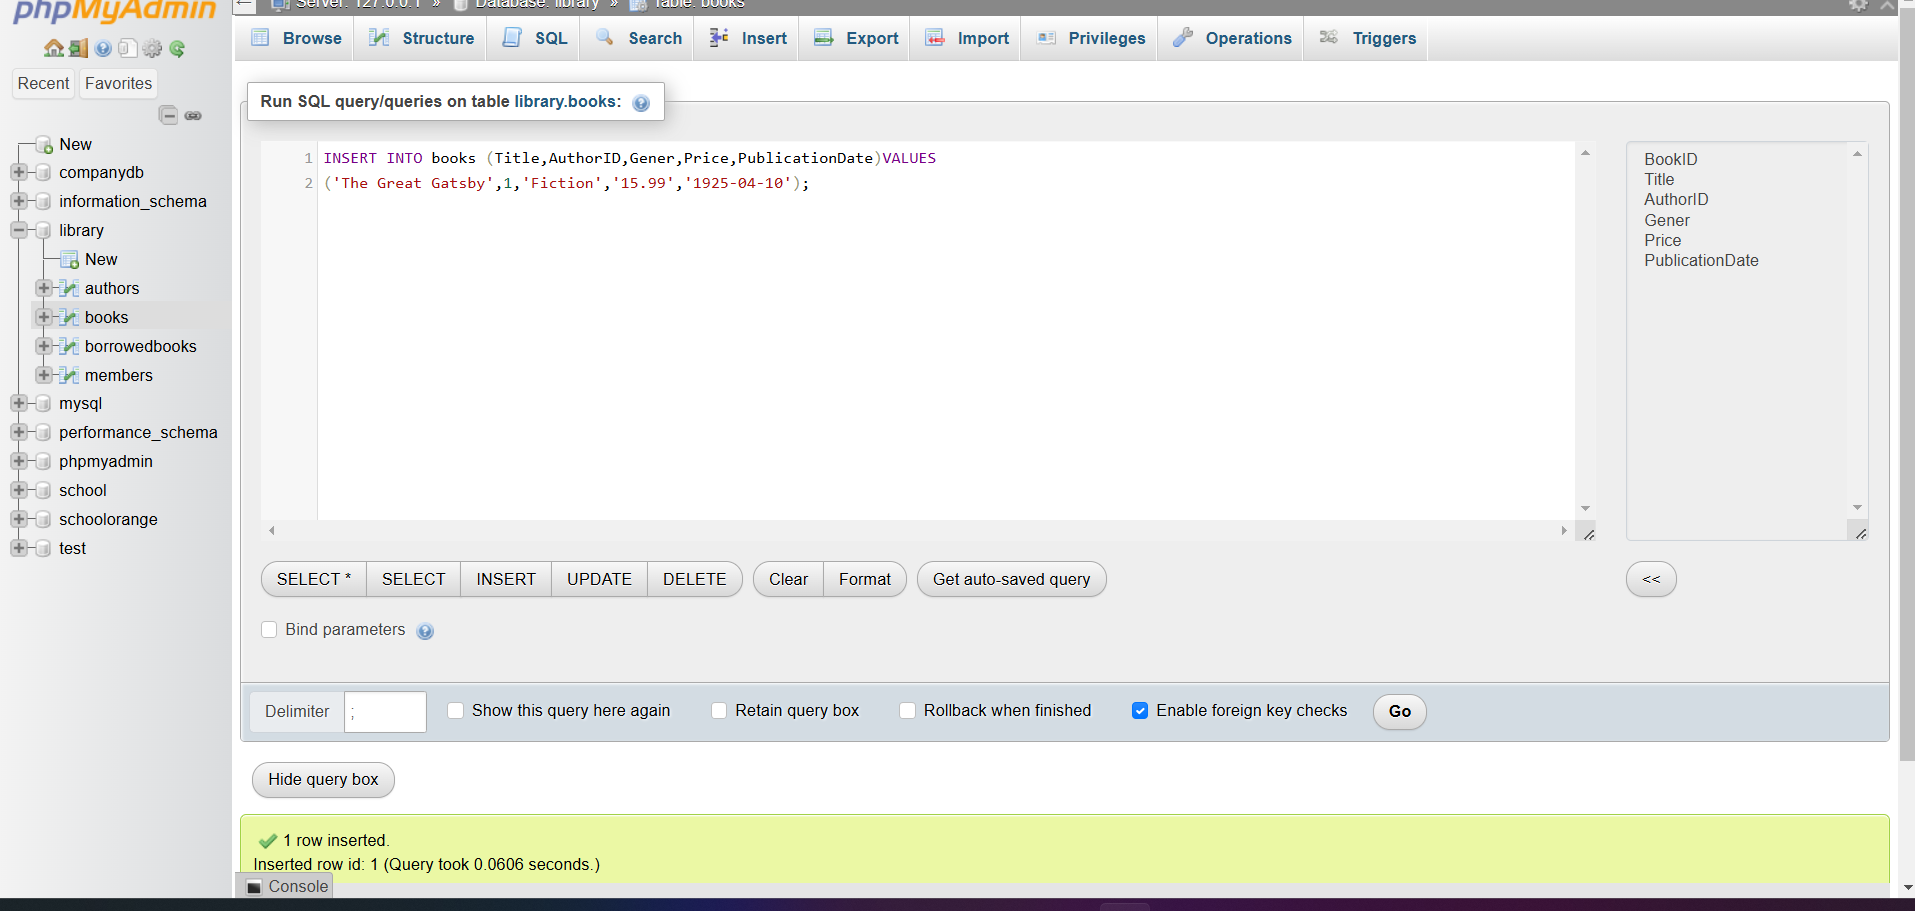 phpMyAdmin
Server: 127.0.0.1 » Database: library » Table: books
Browse Structure SQL Search Insert Export Import Privileges Operations Triggers
Recent Favorites
New
companydb
information_schema
library
New
authors
books
borrowedbooks
members
mysql
performance_schema
phpmyadmin
school
schoolorange
test
Run SQL query/queries on table library.books:
1 INSERT INTO books (Title,AuthorID,Gener,Price,PublicationDate)VALUES
2 ('The Great Gatsby',1,'Fiction','15.99','1925-04-10');
BookID
Title
AuthorID
Gener
Price
PublicationDate
SELECT * SELECT INSERT UPDATE DELETE Clear Format Get auto-saved query <<
Bind parameters
Delimiter ; Show this query here again Retain query box Rollback when finished Enable foreign key checks Go
Hide query box
1 row inserted.
Inserted row id: 1 (Query took 0.0606 seconds.)
Console